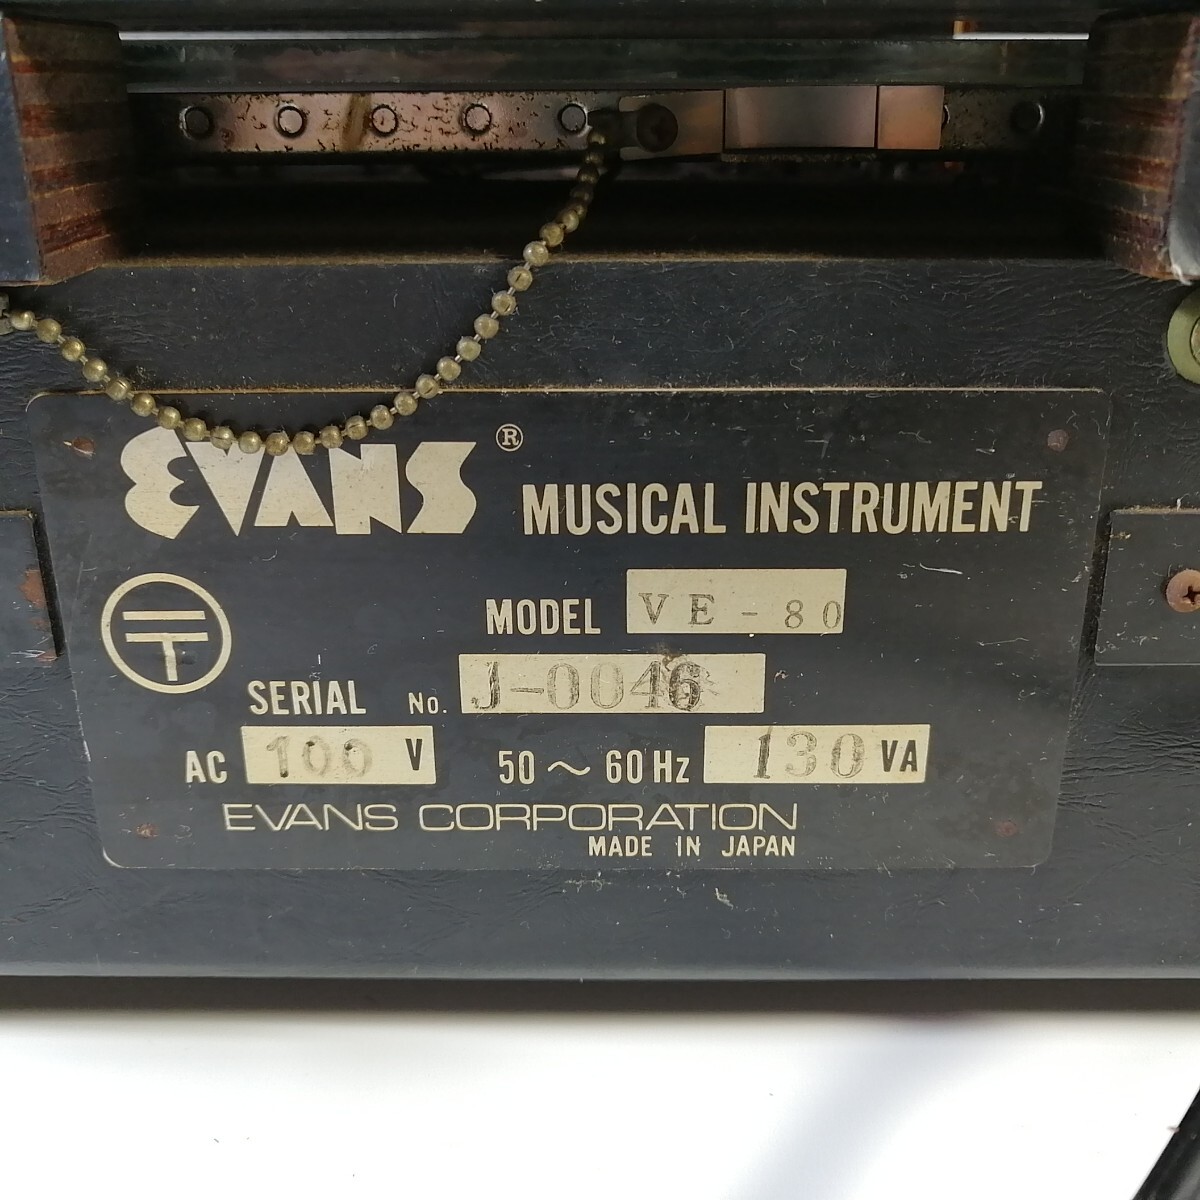 EVANS ®
MUSICAL INSTRUMENT
MODEL VE-80
SERIAL No. J-0046
AC 100 V 50～60 Hz 130 VA
EVANS CORPORATION
MADE IN JAPAN